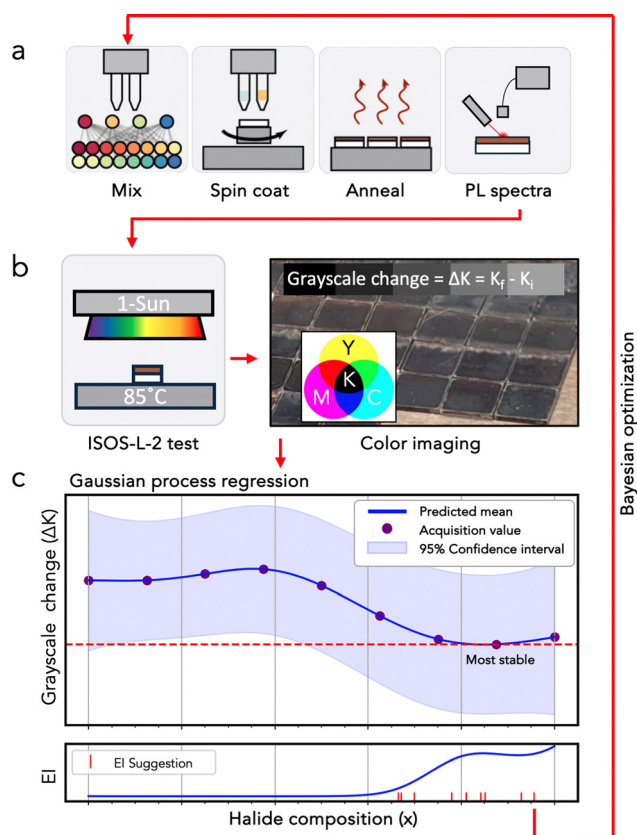 a
Mix
Spin coat
Anneal
PL spectra
b
1-Sun
85˚C
ISOS-L-2 test
Grayscale change = ΔK = Kf - Ki
Y
K
M
C
Color imaging
Bayesian optimization
c
Gaussian process regression
Predicted mean
Acquisition value
95% Confidence interval
Most stable
Grayscale change (ΔK)
EI Suggestion
EI
Halide composition (x)